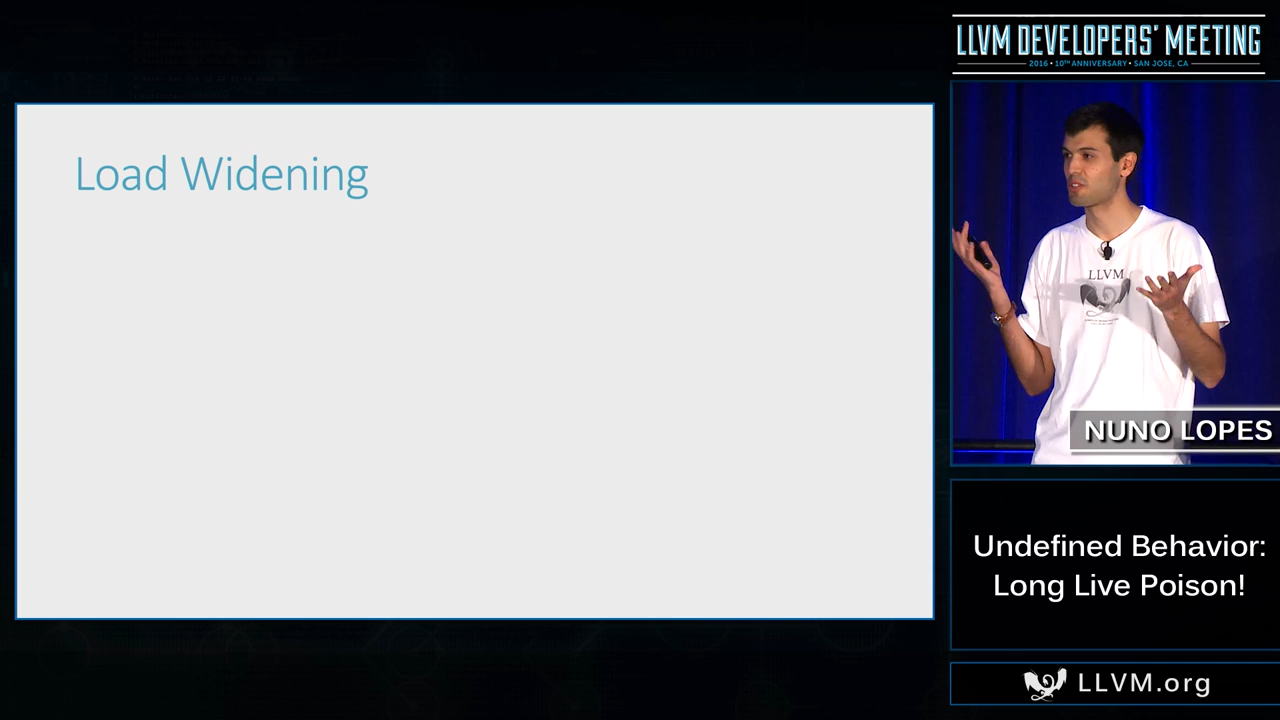 LLVM DEVELOPERS' MEETING
2016 • 10TH ANNIVERSARY • SAN JOSE, CA
Load Widening
LLVM
NUNO LOPES
Undefined Behavior:
Long Live Poison!
LLVM.org